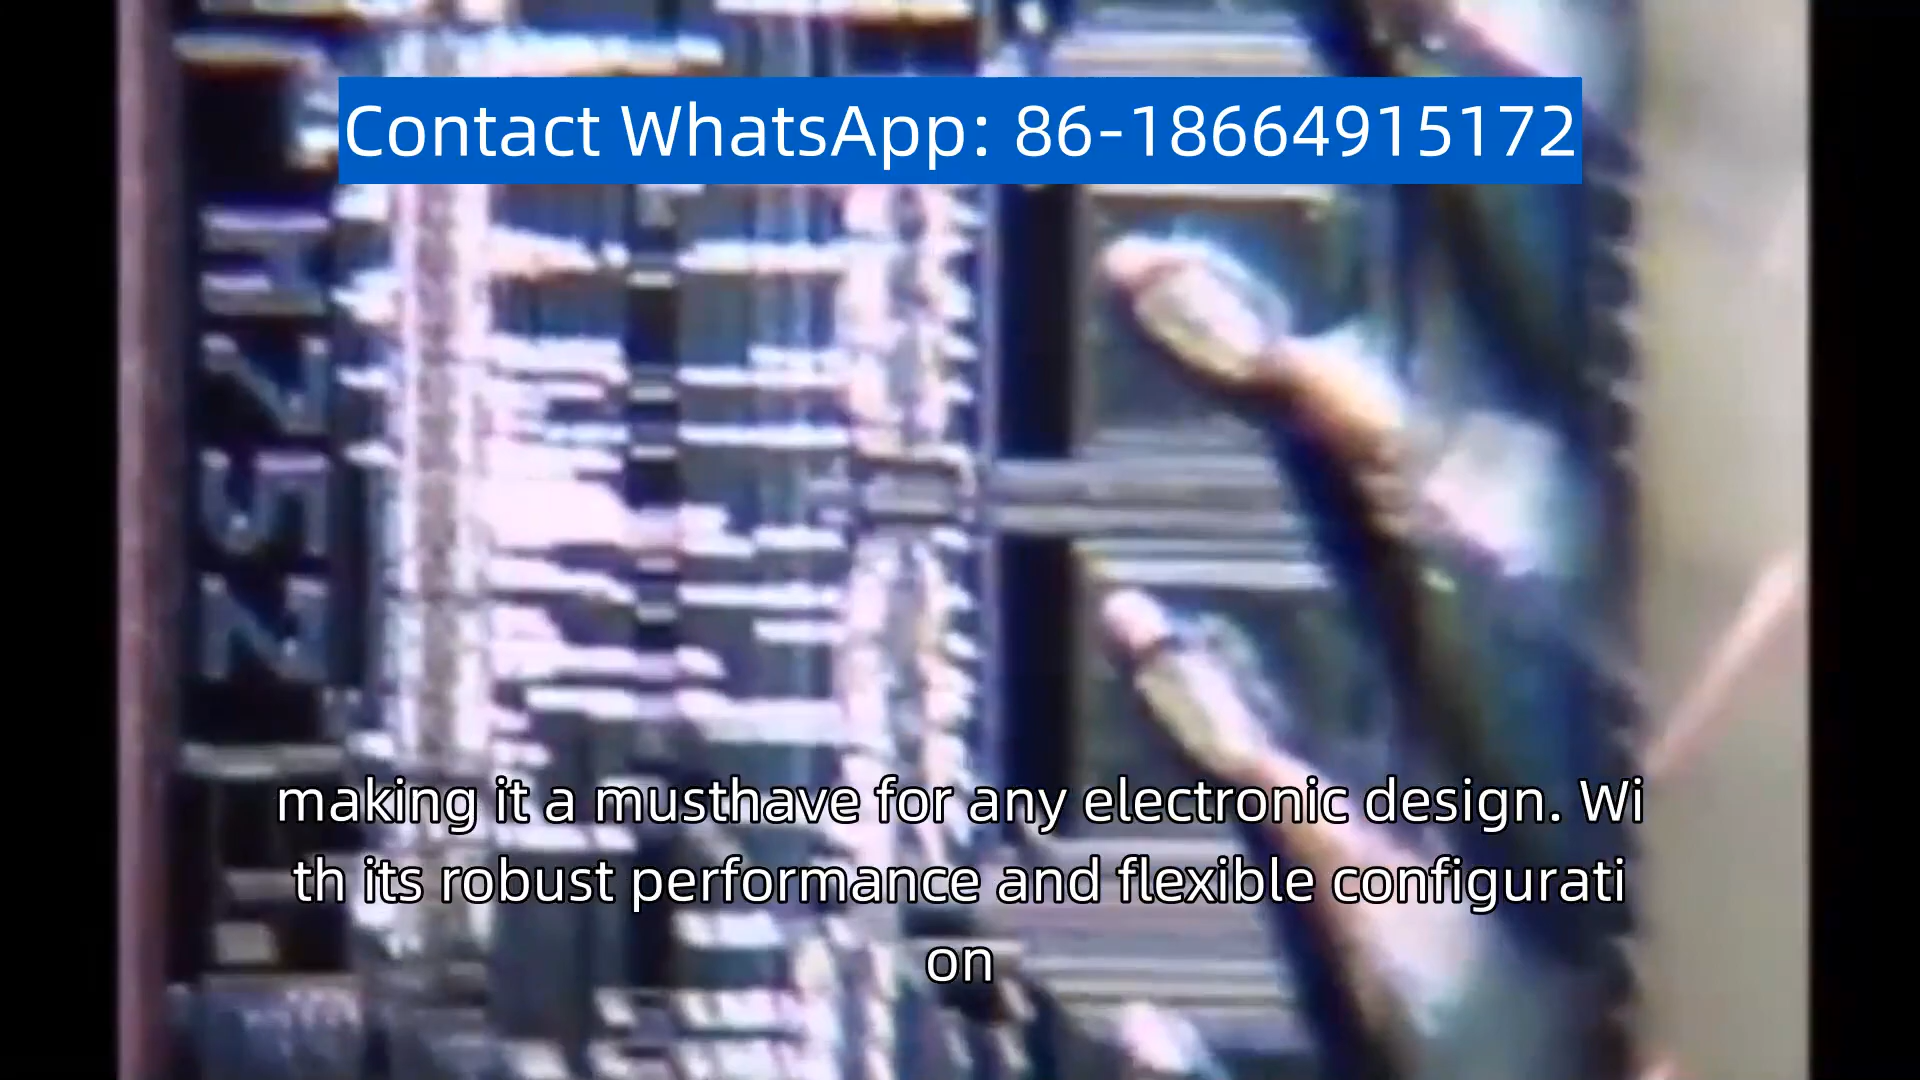 Contact WhatsApp: 86-18664915172
making it a musthave for any electronic design. Wi
th its robust performance and flexible configurati
on